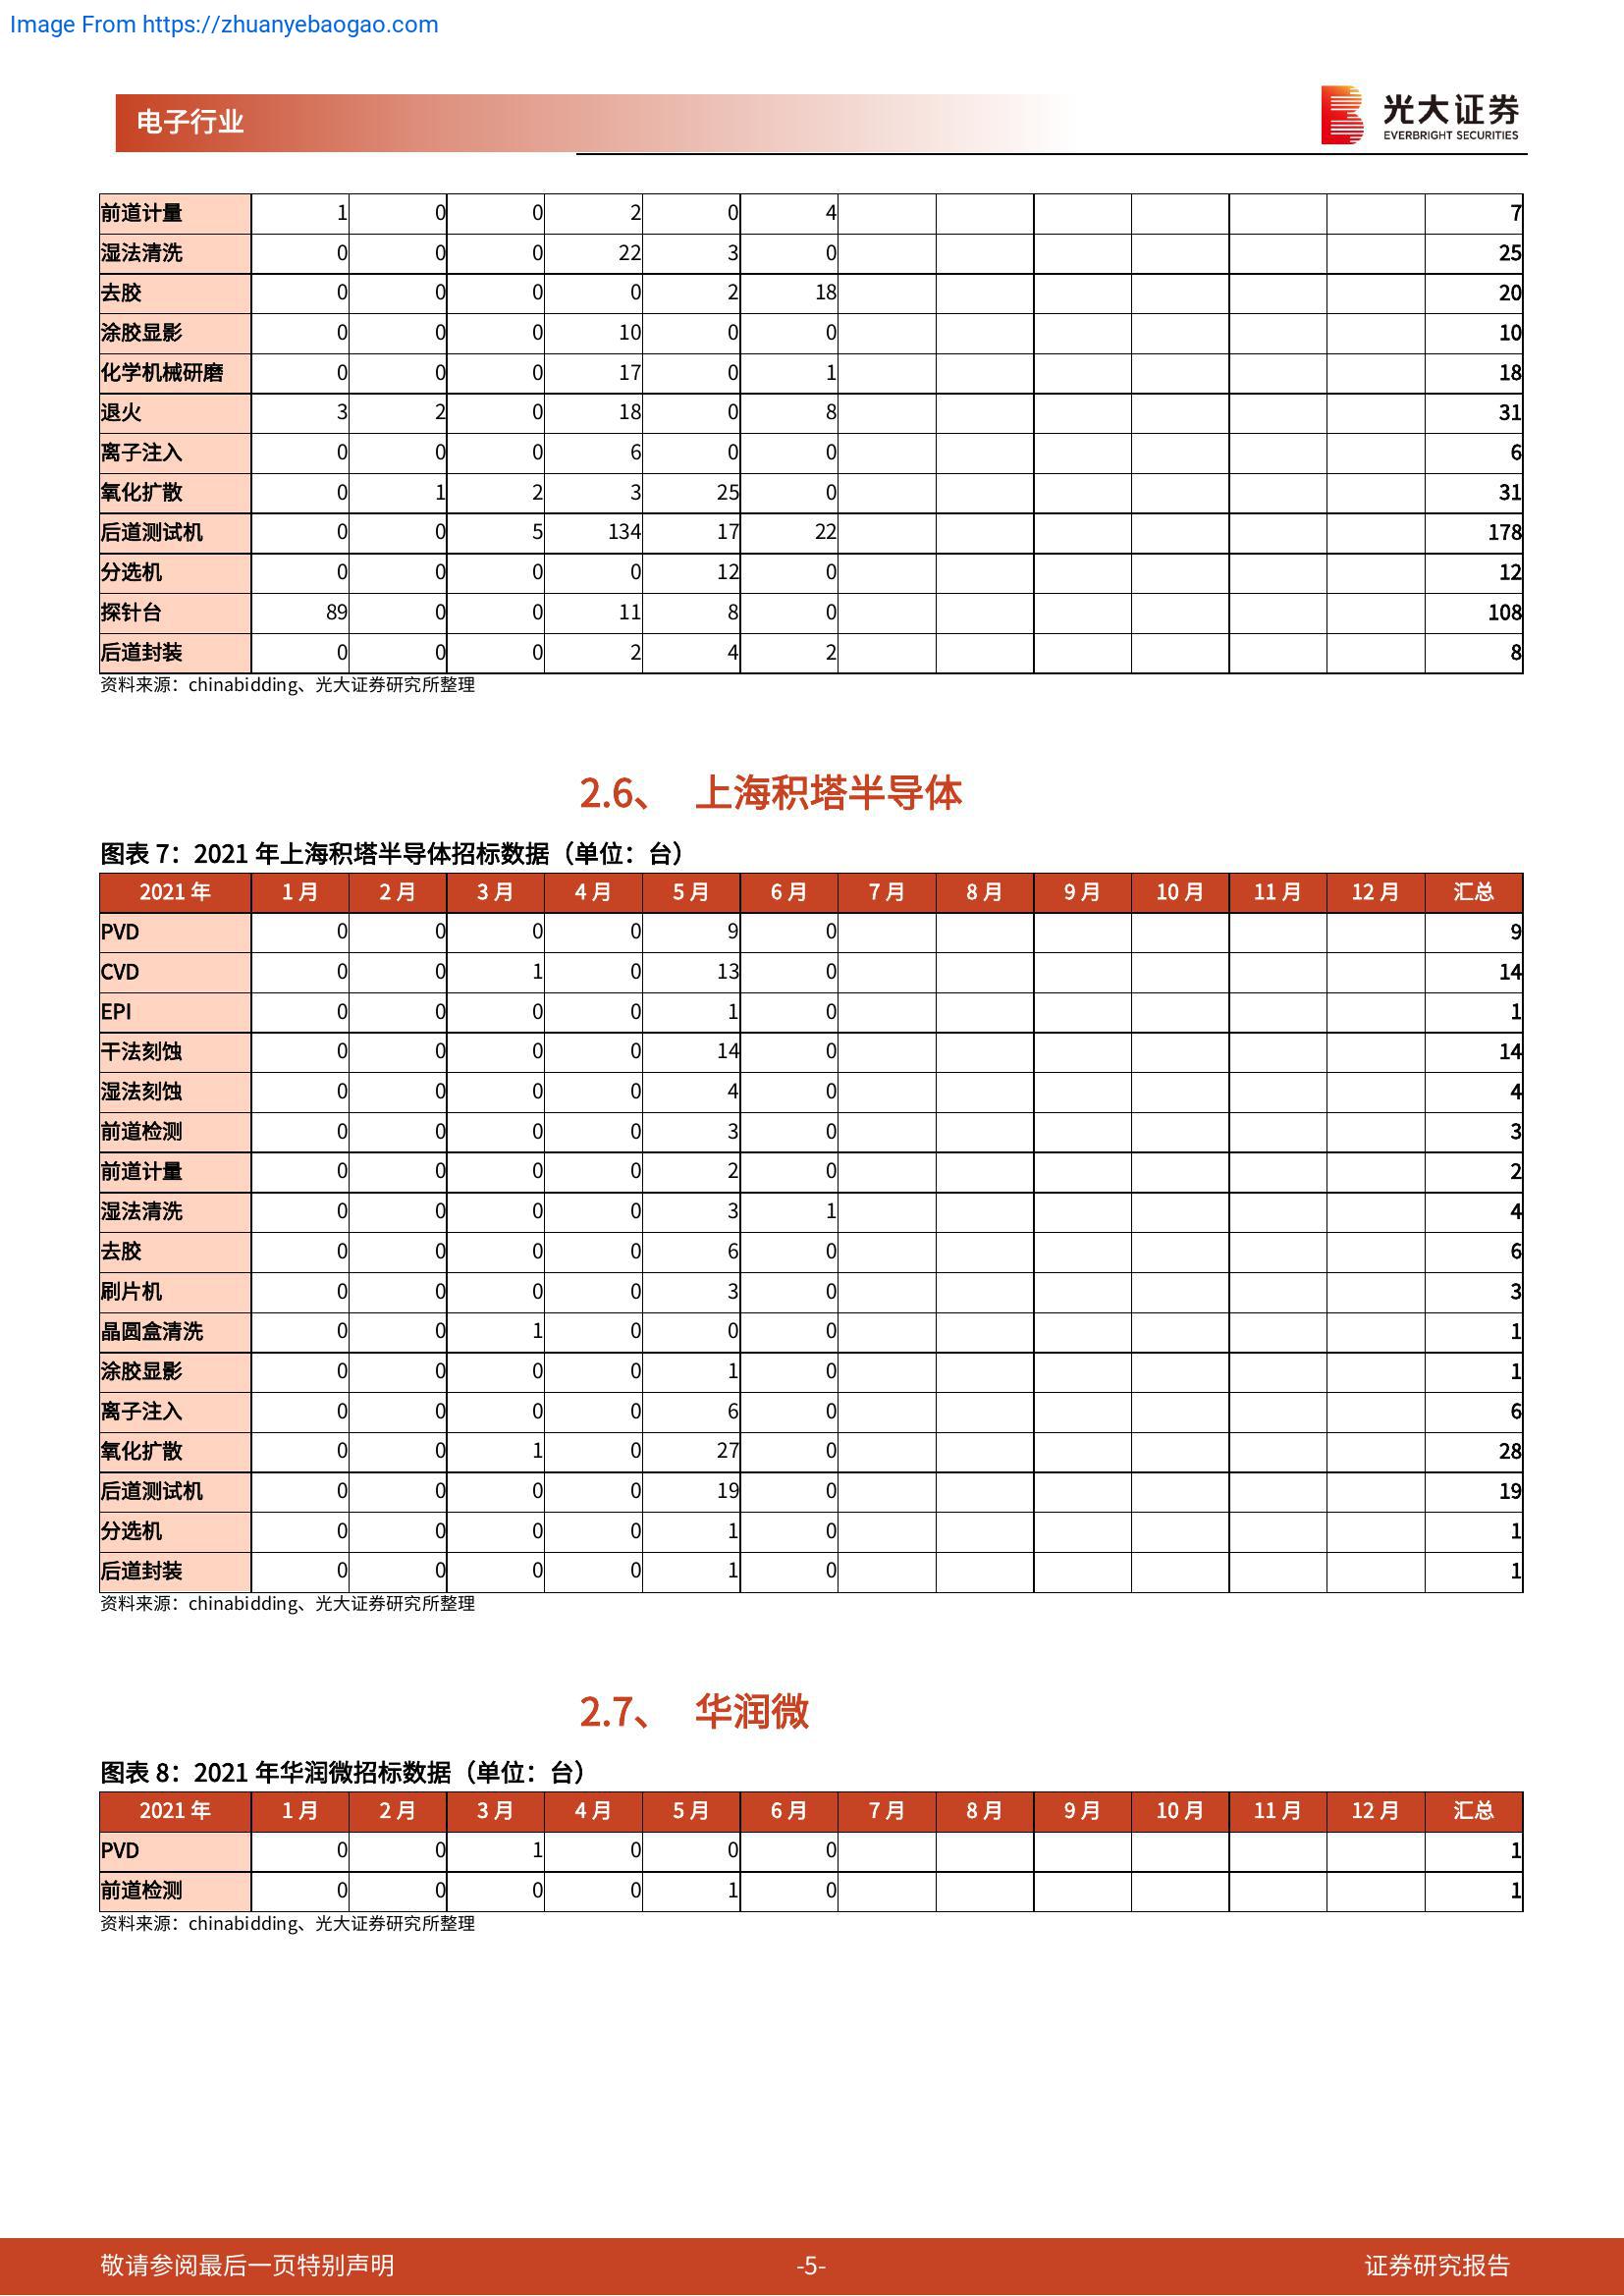 Image From https://zhuanyebaogao.com
电子行业
光大证券
EVERBRIGHT SECURITIES
前道计量 1 0 0 2 0 4 7
湿法清洗 0 0 0 22 3 0 25
去胶 0 0 0 0 2 18 20
涂胶显影 0 0 0 10 0 0 10
化学机械研磨 0 0 0 17 0 1 18
退火 3 2 0 18 0 8 31
离子注入 0 0 0 6 0 0 6
氧化扩散 0 1 2 3 25 0 31
后道测试机 0 0 5 134 17 22 178
分选机 0 0 0 0 12 0 12
探针台 89 0 0 11 8 0 108
后道封装 0 0 0 2 4 2 8
资料来源：chinabidding、光大证券研究所整理
2.6、 上海积塔半导体
图表 7：2021 年上海积塔半导体招标数据（单位：台）
2021 年 1 月 2 月 3 月 4 月 5 月 6 月 7 月 8 月 9 月 10 月 11 月 12 月 汇总
PVD 0 0 0 0 9 0 9
CVD 0 0 1 0 13 0 14
EPI 0 0 0 0 1 0 1
干法刻蚀 0 0 0 0 14 0 14
湿法刻蚀 0 0 0 0 4 0 4
前道检测 0 0 0 0 3 0 3
前道计量 0 0 0 0 2 0 2
湿法清洗 0 0 0 0 3 1 4
去胶 0 0 0 0 6 0 6
刷片机 0 0 0 0 3 0 3
晶圆盒清洗 0 0 1 0 0 0 1
涂胶显影 0 0 0 0 1 0 1
离子注入 0 0 0 0 6 0 6
氧化扩散 0 0 1 0 27 0 28
后道测试机 0 0 0 0 19 0 19
分选机 0 0 0 0 1 0 1
后道封装 0 0 0 0 1 0 1
资料来源：chinabidding、光大证券研究所整理
2.7、 华润微
图表 8：2021 年华润微招标数据（单位：台）
2021 年 1 月 2 月 3 月 4 月 5 月 6 月 7 月 8 月 9 月 10 月 11 月 12 月 汇总
PVD 0 0 1 0 0 0 1
前道检测 0 0 0 0 1 0 1
资料来源：chinabidding、光大证券研究所整理
敬请参阅最后一页特别声明 -5- 证券研究报告